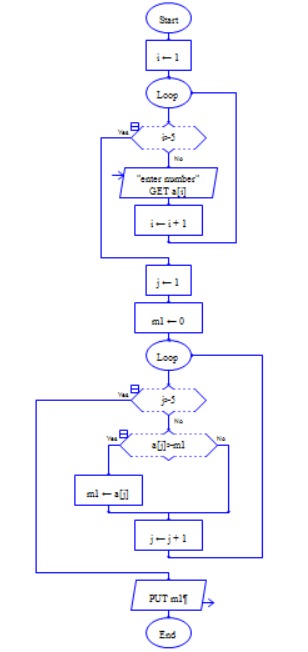 Start
i ← 1
Loop
i>5
Yes
No
"enter number"
GET a[i]
i ← i + 1
j ← 1
m1 ← 0
Loop
j>5
Yes
No
a[j]>m1
Yes
No
m1 ← a[j]
j ← j + 1
PUT m1¶
End